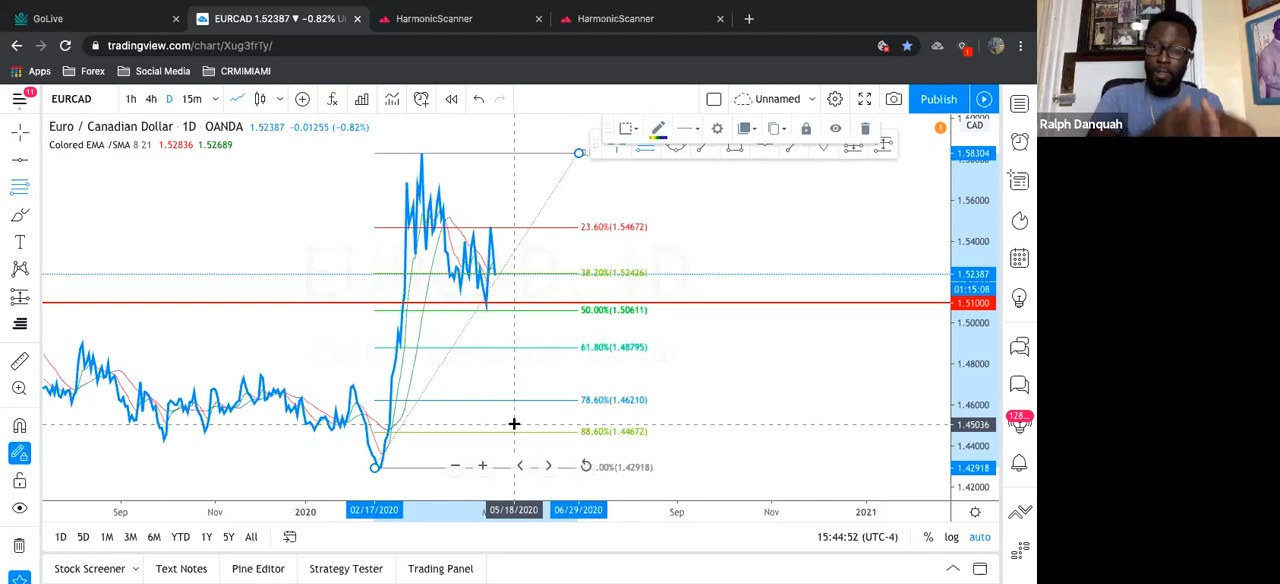 GoLive
EURCAD 1.52387 ▼ −0.82% U
HarmonicScanner
HarmonicScanner
tradingview.com/chart/Xug3frTy/
Apps Forex Social Media CRMIMIAMI
11
EURCAD 1h 4h D 15m Unnamed Publish
Euro / Canadian Dollar · 1D · OANDA 1.52387 −0.01255 (−0.82%)
Colored EMA /SMA 8 21 1.52836 1.52689
CAD
Ralph Danquah
1.58304
1.56000
23.60%(1.54672)
1.54000
38.20%(1.52426)
1.52387
01:15:08
1.51000
50.00%(1.50611)
1.50000
61.80%(1.48795)
1.48000
78.60%(1.46210)
1.46000
128...
1.45036
88.60%(1.44672)
1.44000
.00%(1.42918)
1.42918
1.42000
Sep Nov 2020 02/17/2020 05/18/2020 06/29/2020 Sep Nov 2021
1D 5D 1M 3M 6M YTD 1Y 5Y All 15:44:52 (UTC-4) % log auto
Stock Screener Text Notes Pine Editor Strategy Tester Trading Panel